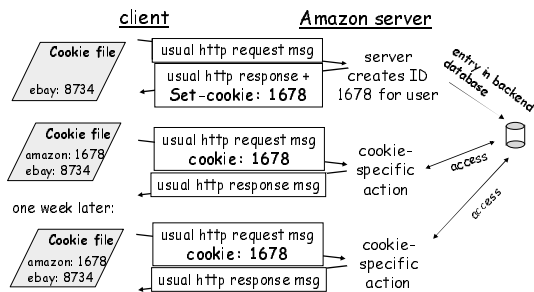 client
Amazon server
Cookie file
ebay: 8734
usual http request msg
usual http response +
Set-cookie: 1678
server
creates ID
1678 for user
entry in backend
database
Cookie file
amazon: 1678
ebay: 8734
usual http request msg
cookie: 1678
usual http response msg
cookie-
specific
action
access
access
one week later:
Cookie file
amazon: 1678
ebay: 8734
usual http request msg
cookie: 1678
usual http response msg
cookie-
specific
action